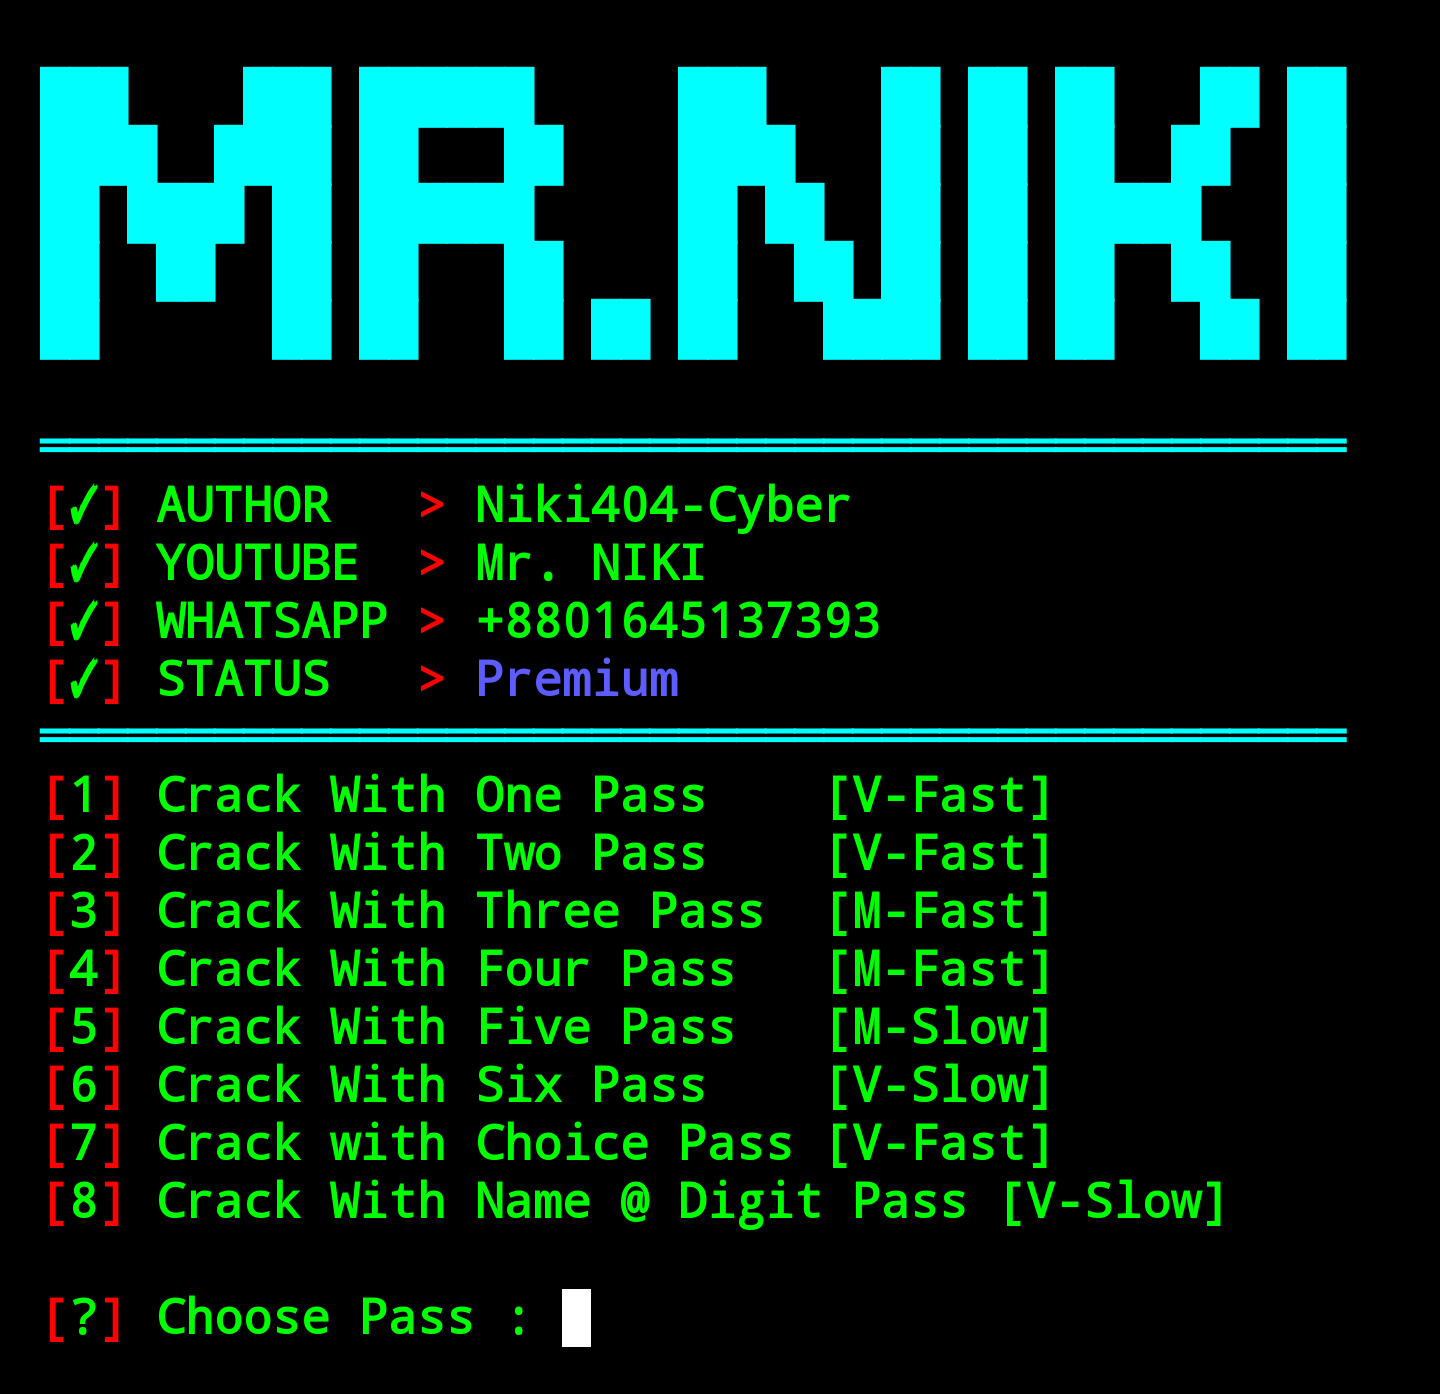 MR.NIKI
[✓] AUTHOR > Niki404-Cyber
[✓] YOUTUBE > Mr. NIKI
[✓] WHATSAPP > +8801645137393
[✓] STATUS > Premium
[1] Crack With One Pass [V-Fast]
[2] Crack With Two Pass [V-Fast]
[3] Crack With Three Pass [M-Fast]
[4] Crack With Four Pass [M-Fast]
[5] Crack With Five Pass [M-Slow]
[6] Crack With Six Pass [V-Slow]
[7] Crack with Choice Pass [V-Fast]
[8] Crack With Name @ Digit Pass [V-Slow]
[?] Choose Pass :